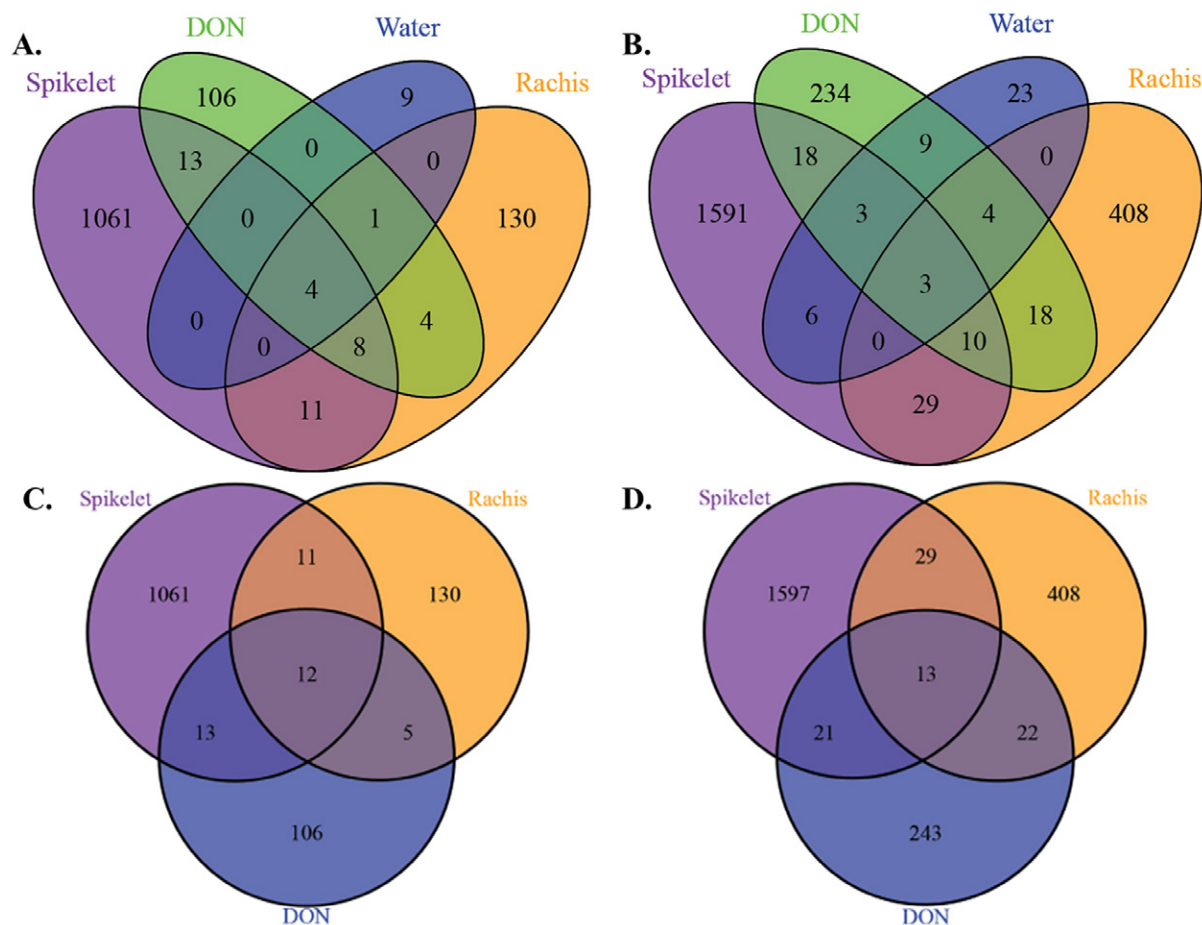 A.
DON
Water
Spikelet
Rachis
106
9
13
0
0
1061
0
1
130
4
0
4
0
8
11
B.
DON
Water
Spikelet
Rachis
234
23
18
9
0
1591
3
4
408
3
6
18
0
10
29
C.
Spikelet
Rachis
11
1061
130
12
13
5
106
DON
D.
Spikelet
Rachis
29
1597
408
13
21
22
243
DON